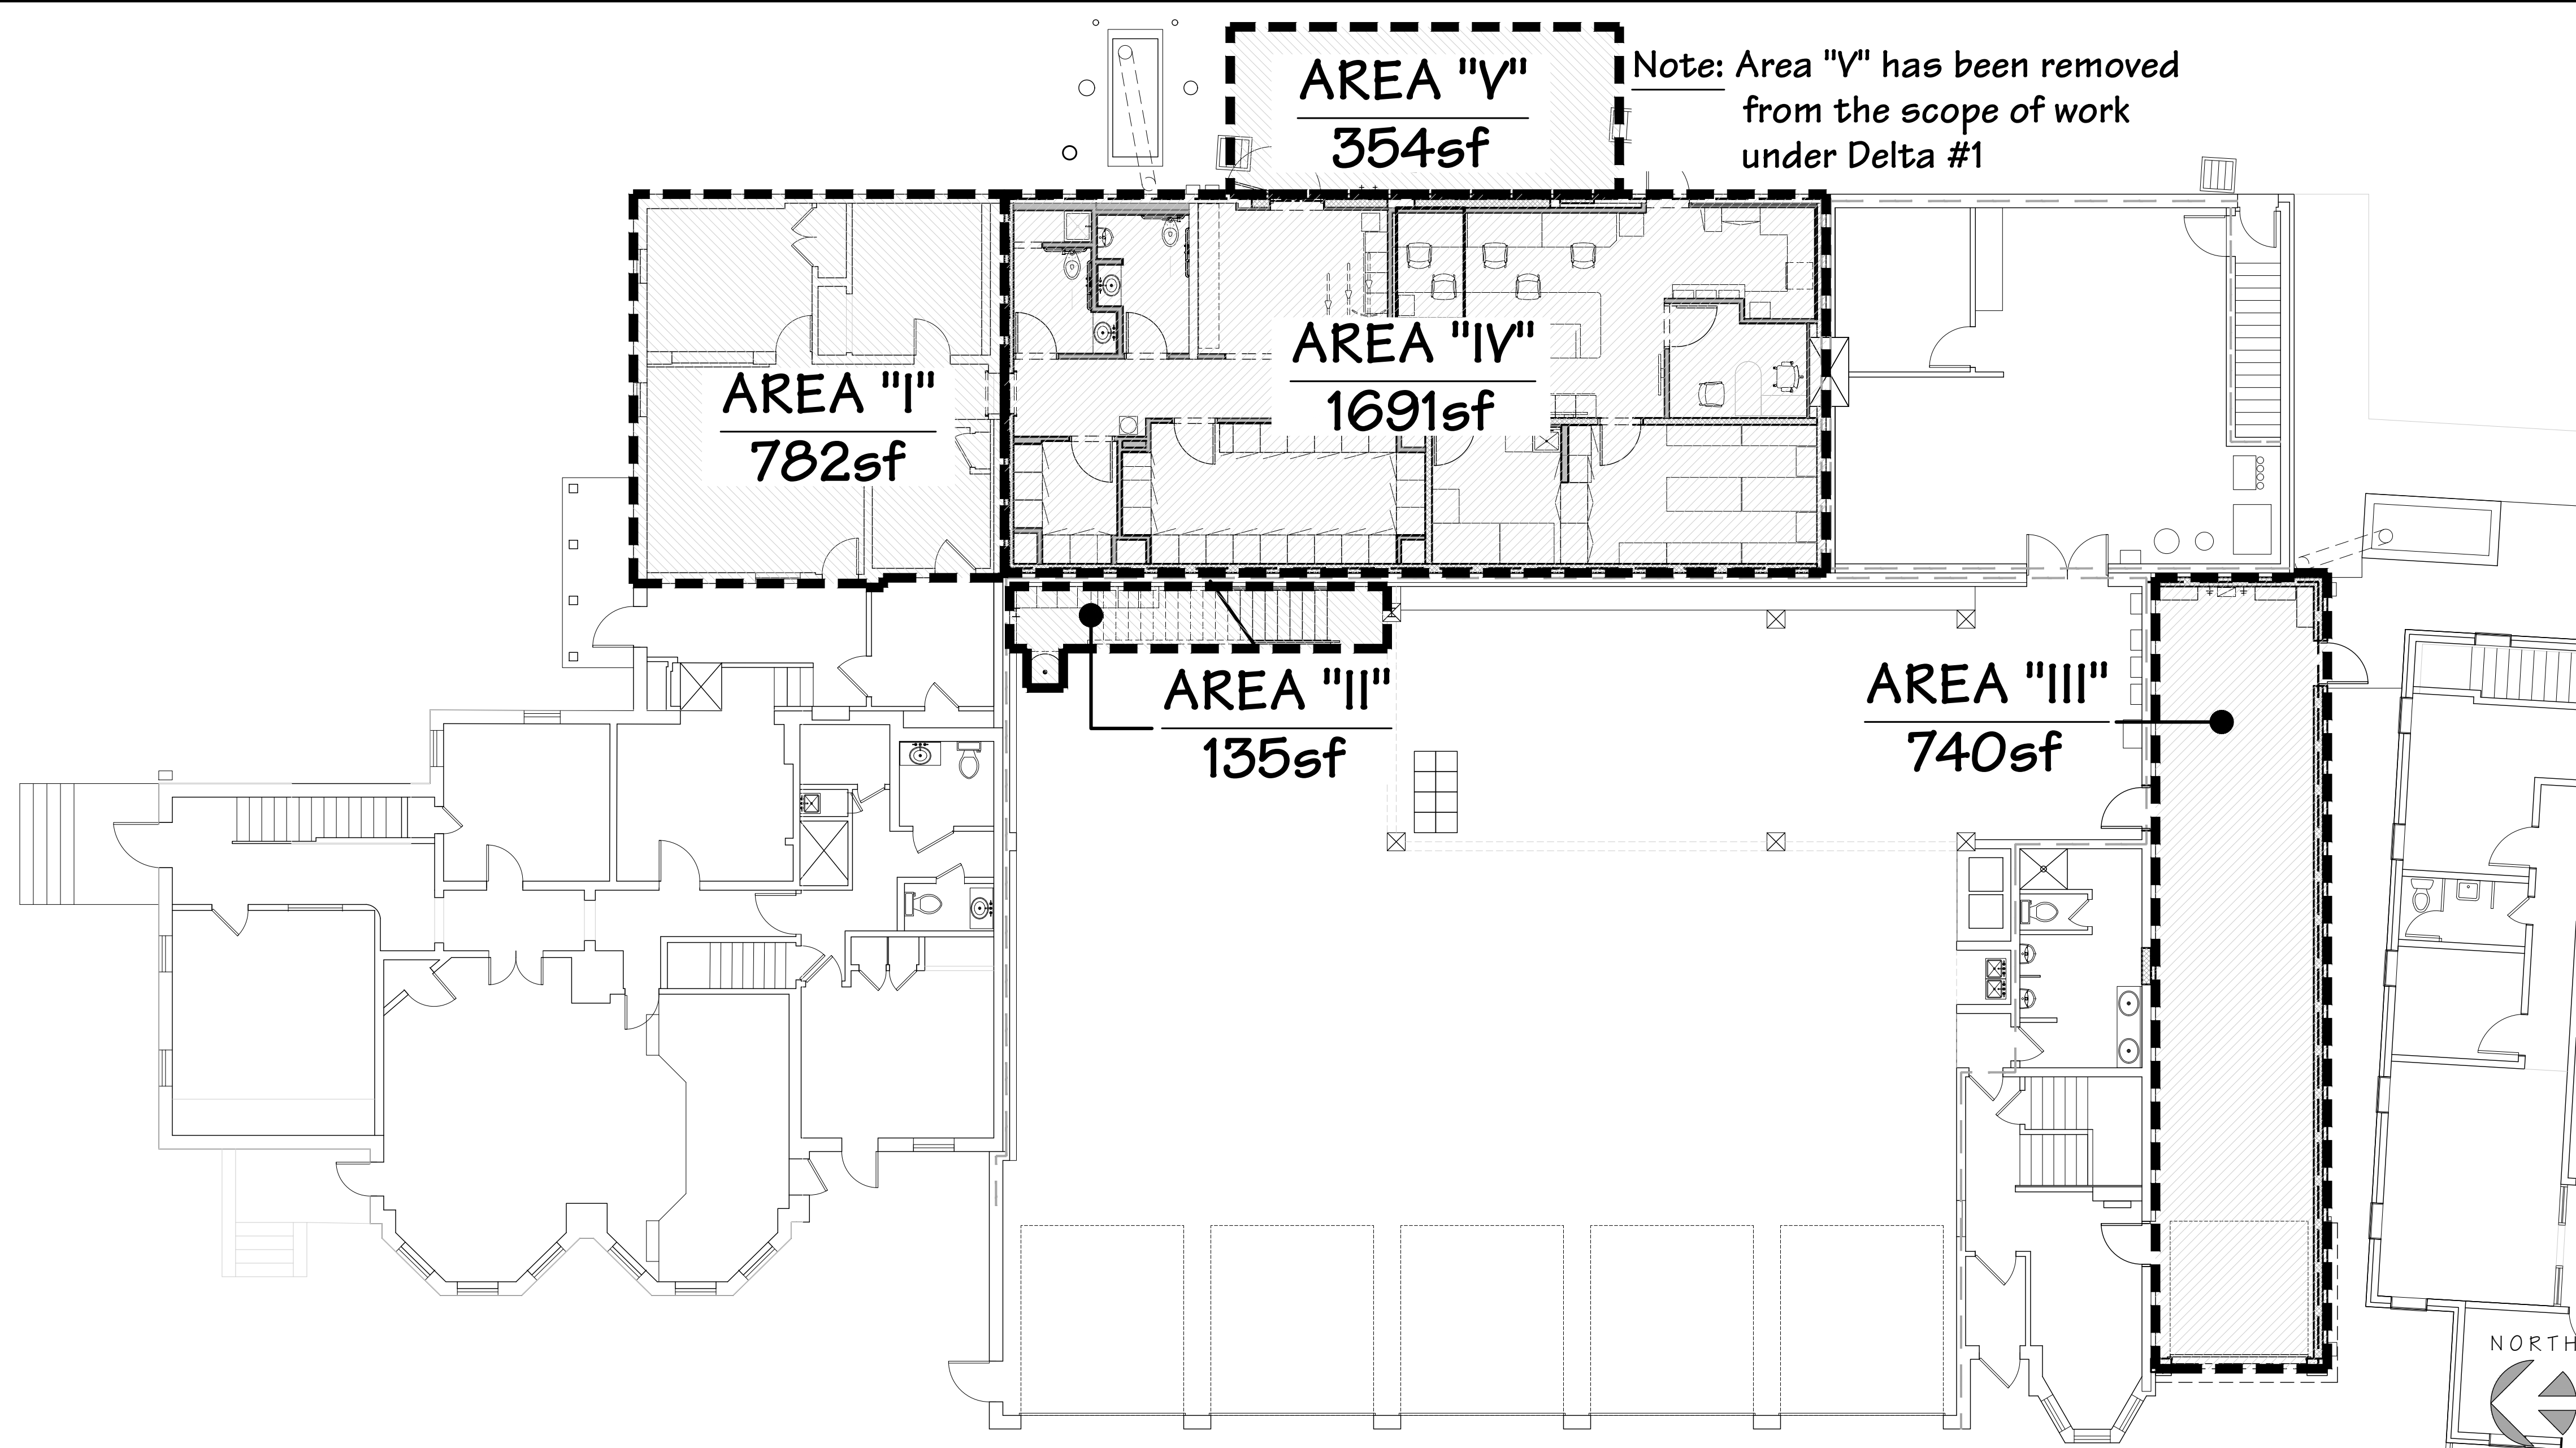 AREA "V"
354sf
Note: Area "V" has been removed
from the scope of work
under Delta #1
AREA "IV"
1691sf
AREA "I"
782sf
AREA "II"
135sf
AREA "III"
740sf
NORTH